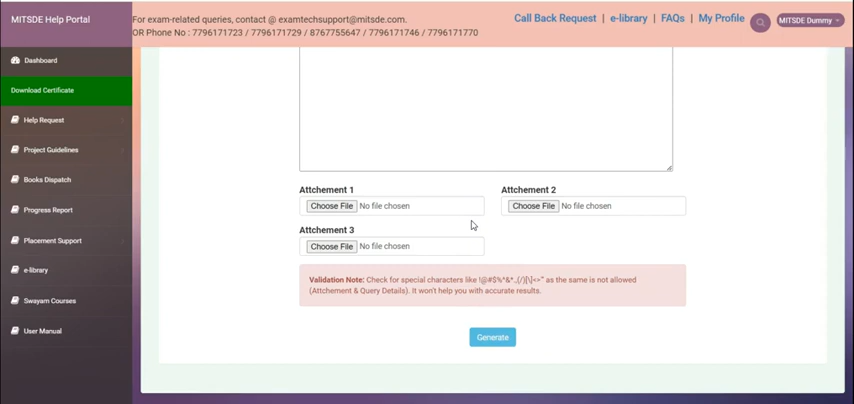 MITSDE Help Portal
For exam-related queries, contact @ examtechsupport@mitsde.com.
OR Phone No : 7796171723 / 7796171729 / 8767755647 / 7796171746 / 7796171770
Call Back Request | e-library | FAQs | My Profile
MITSDE Dummy
Dashboard
Download Certificate
Help Request
Project Guidelines
Books Dispatch
Progress Report
Placement Support
e-library
Swayam Courses
User Manual
Attchement 1
Choose File No file chosen
Attchement 2
Choose File No file chosen
Attchement 3
Choose File No file chosen
Validation Note: Check for special characters like !@#$%^&*.,(/)[\]<>" as the same is not allowed
(Attchement & Query Details). It won't help you with accurate results.
Generate